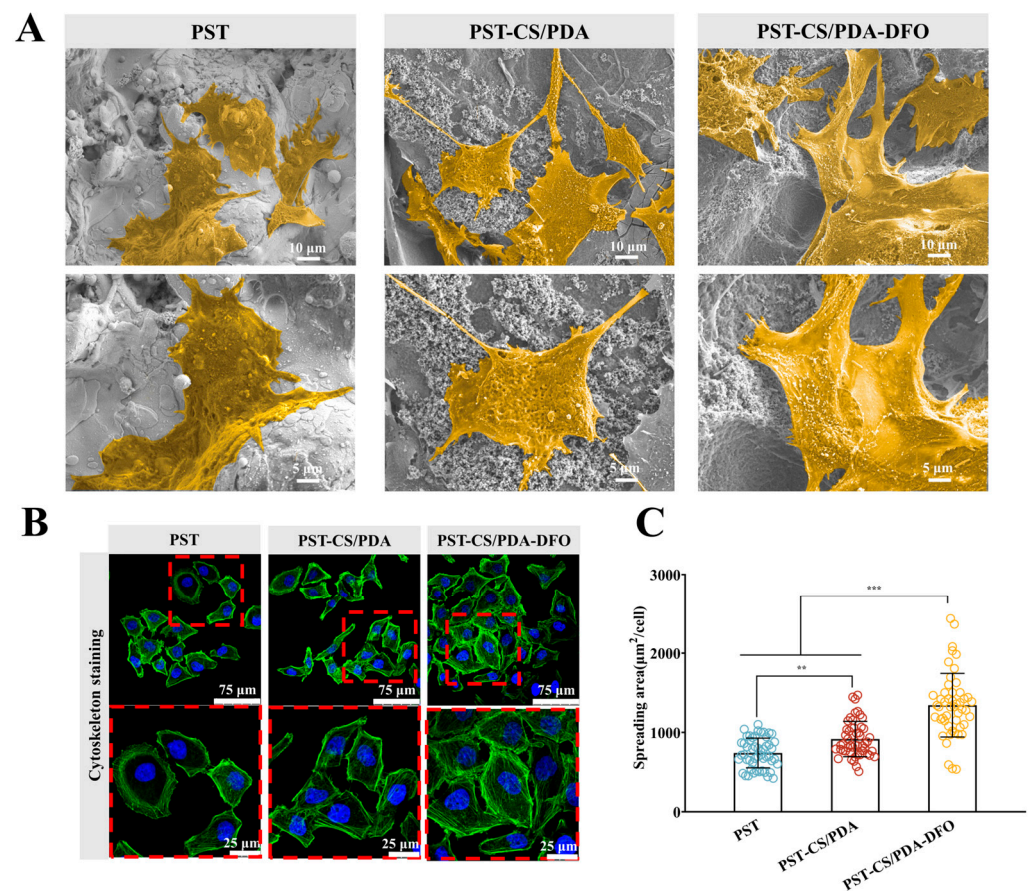 A
PST
PST-CS/PDA
PST-CS/PDA-DFO
10 μm
10 μm
10 μm
5 μm
5 μm
5 μm
B
PST
PST-CS/PDA
PST-CS/PDA-DFO
Cytoskeleton staining
75 μm
75 μm
75 μm
25 μm
25 μm
25 μm
C
Spreading area(μm²/cell)
3000
2000
1000
0
***
**
PST
PST-CS/PDA
PST-CS/PDA-DFO